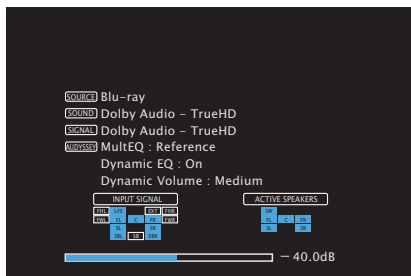 SOURCE Blu-ray
SOUND Dolby Audio – TrueHD
SIGNAL Dolby Audio – TrueHD
AUDYSSEY MultEQ : Reference
Dynamic EQ : On
Dynamic Volume : Medium
INPUT SIGNAL ACTIVE SPEAKERS
FHL LFE EXT FHR SW
FWL FL C FR FWR FL C FR
SL SR SL SR
SBL SB SBR
– 40.0dB